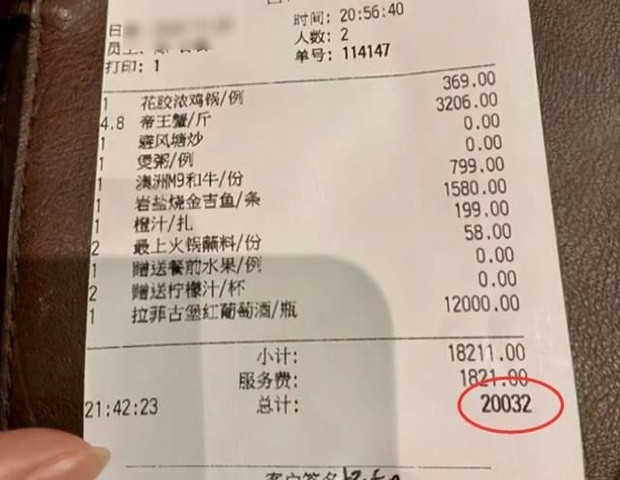 时间: 20:56:40
人数: 2
单号: 114147
打印: 1
1 花胶浓鸡锅/例 369.00
4.8 帝王蟹/斤 3206.00
1 避风塘炒 0.00
1 煲粥/例 0.00
1 澳洲M9和牛/份 799.00
1 岩盐烧金吉鱼/条 1580.00
1 橙汁/扎 199.00
2 最上火锅蘸料/份 58.00
1 赠送餐前水果/例 0.00
2 赠送柠檬汁/杯 0.00
1 拉菲古堡红葡萄酒/瓶 12000.00
小计: 18211.00
服务费: 1821.00
21:42:23 总计: 20032
客户签名